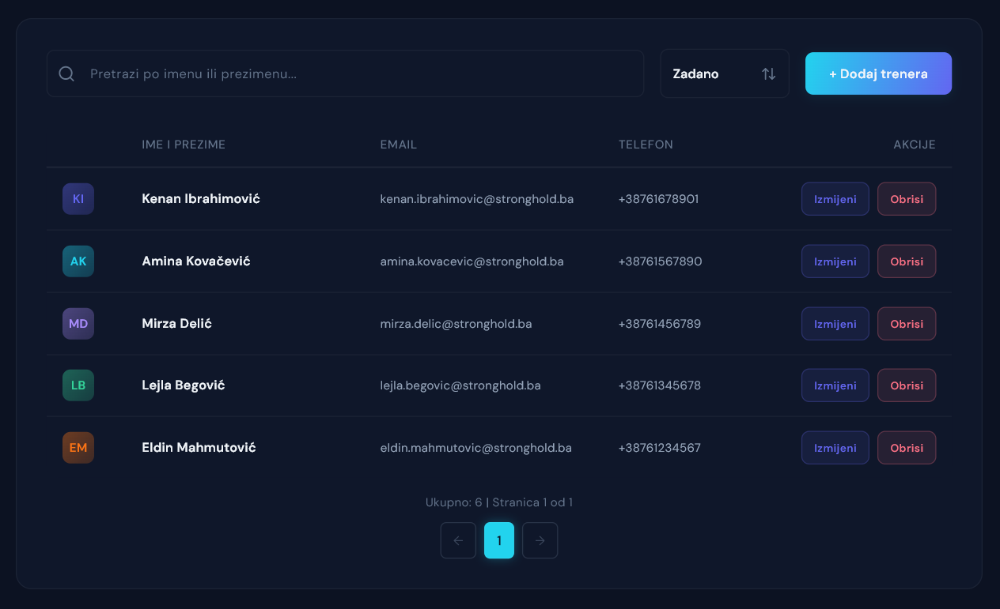 Pretrazi po imenu ili prezimenu...
Zadano
+ Dodaj trenera
IME I PREZIME EMAIL TELEFON AKCIJE
KI Kenan Ibrahimović kenan.ibrahimovic@stronghold.ba +38761678901 Izmijeni Obrisi
AK Amina Kovačević amina.kovacevic@stronghold.ba +38761567890 Izmijeni Obrisi
MD Mirza Delić mirza.delic@stronghold.ba +38761456789 Izmijeni Obrisi
LB Lejla Begović lejla.begovic@stronghold.ba +38761345678 Izmijeni Obrisi
EM Eldin Mahmutović eldin.mahmutovic@stronghold.ba +38761234567 Izmijeni Obrisi
Ukupno: 6 | Stranica 1 od 1
← 1 →